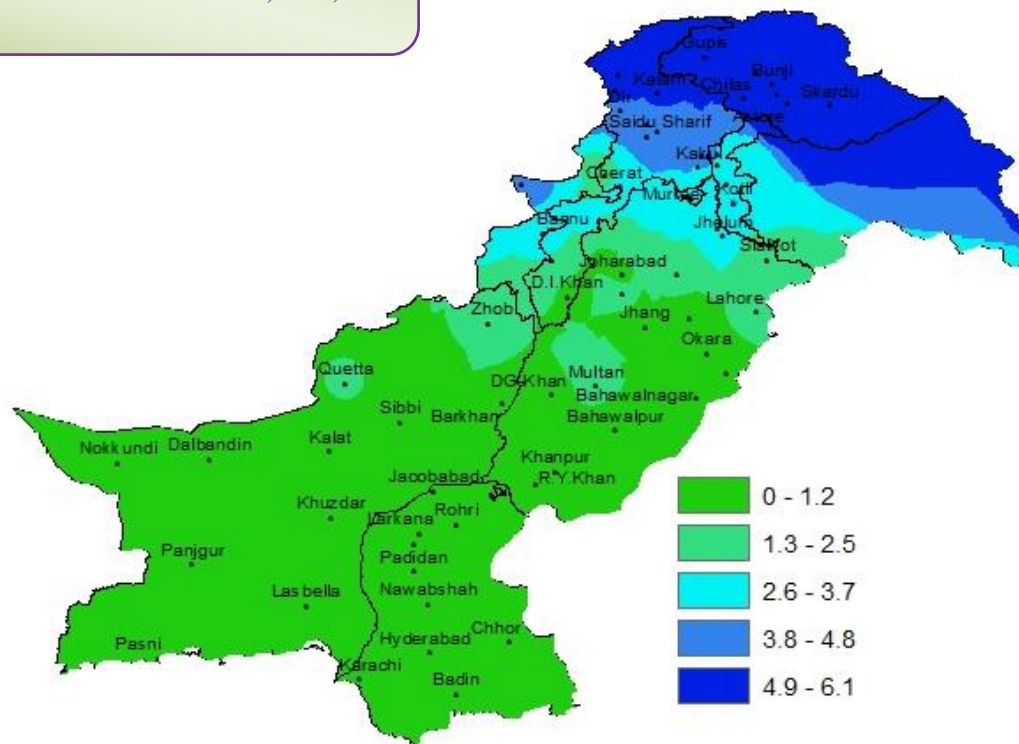 Gupis
Bunji
Kalam
Chilas
Skardu
Dir
Astore
Saidu Sharif
Kakul
Cherat
Murree
Kotli
Bannu
Jhelum
Sialkot
Joharabad
D.I.Khan
Lahore
Zhob
Jhang
Okara
Quetta
Multan
DG Khan
Bahawalnagar
Sibbi
Barkhan
Bahawalpur
Kalat
Nokkundi
Dalbandin
Khanpur
Jacobabad
R.Y.Khan
Khuzdar
Rohri
Larkana
Panjgur
Padidan
Lasbella
Nawabshah
Chhor
Pasni
Hyderabad
Karachi
Badin
0 - 1.2
1.3 - 2.5
2.6 - 3.7
3.8 - 4.8
4.9 - 6.1